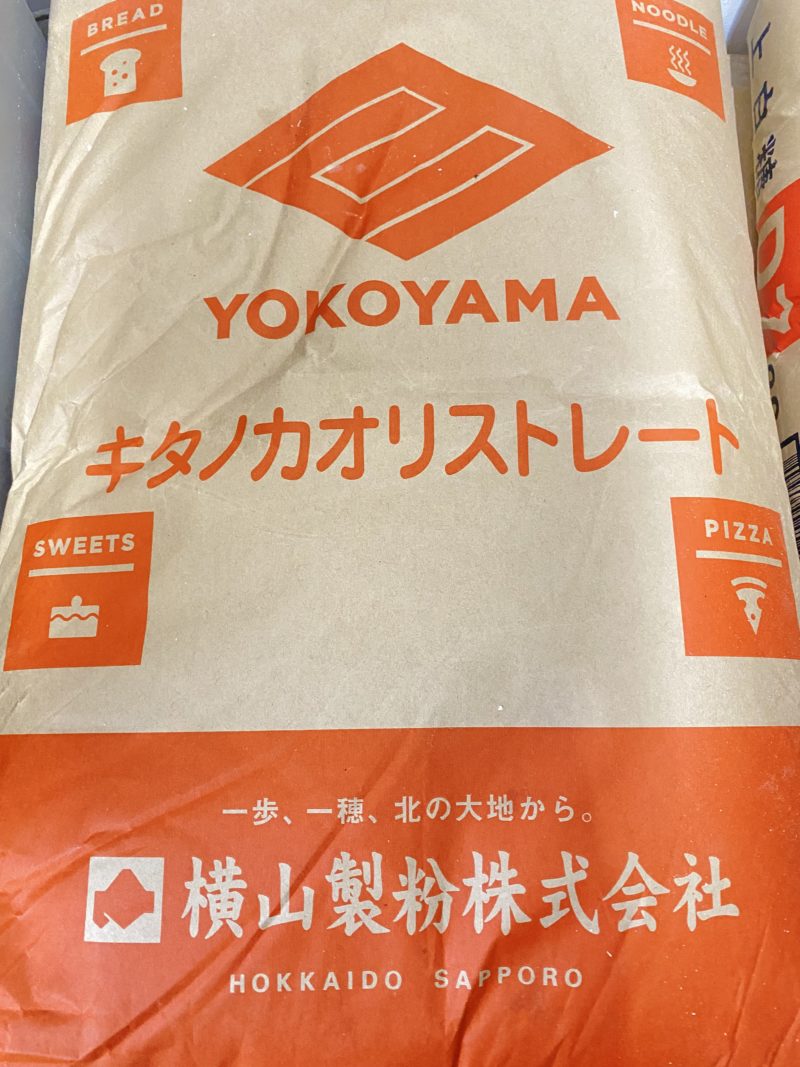 BREAD
NOODLE
YOKOYAMA
キタノカオリストレート
SWEETS
PIZZA
一歩、一穂、北の大地から。
横山製粉株式会社
HOKKAIDO SAPPORO